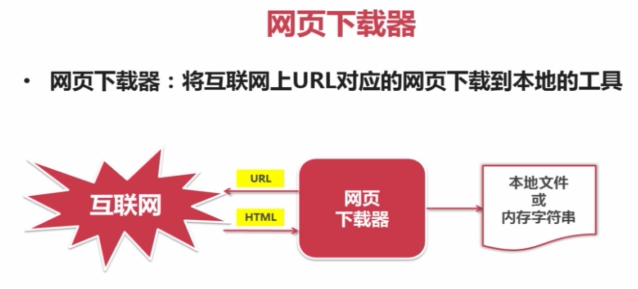 网页下载器
• 网页下载器：将互联网上URL对应的网页下载到本地的工具
互联网
URL
HTML
网页
下载器
本地文件
或
内存字符串